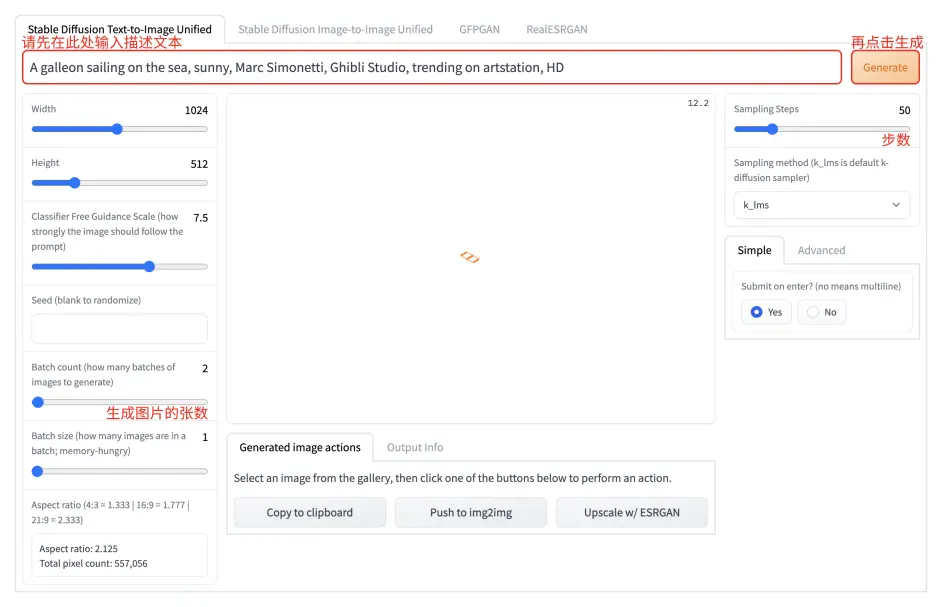 Stable Diffusion Text-to-Image Unified
Stable Diffusion Image-to-Image Unified
GFPGAN
RealESRGAN
请先在此处输入描述文本
再点击生成
A galleon sailing on the sea, sunny, Marc Simonetti, Ghibli Studio, trending on artstation, HD
Generate
Width
1024
Height
512
Classifier Free Guidance Scale (how
strongly the image should follow the
prompt)
7.5
Seed (blank to randomize)
Batch count (how many batches of
images to generate)
2
生成图片的张数
Batch size (how many images are in a
batch; memory-hungry)
1
Aspect ratio (4:3 = 1.333 | 16:9 = 1.777 |
21:9 = 2.333)
Aspect ratio: 2.125
Total pixel count: 557,056
12.2
Generated image actions
Output Info
Select an image from the gallery, then click one of the buttons below to perform an action.
Copy to clipboard
Push to img2img
Upscale w/ ESRGAN
Sampling Steps
50
步数
Sampling method (k_lms is default k-
diffusion sampler)
k_lms
Simple
Advanced
Submit on enter? (no means multiline)
Yes
No